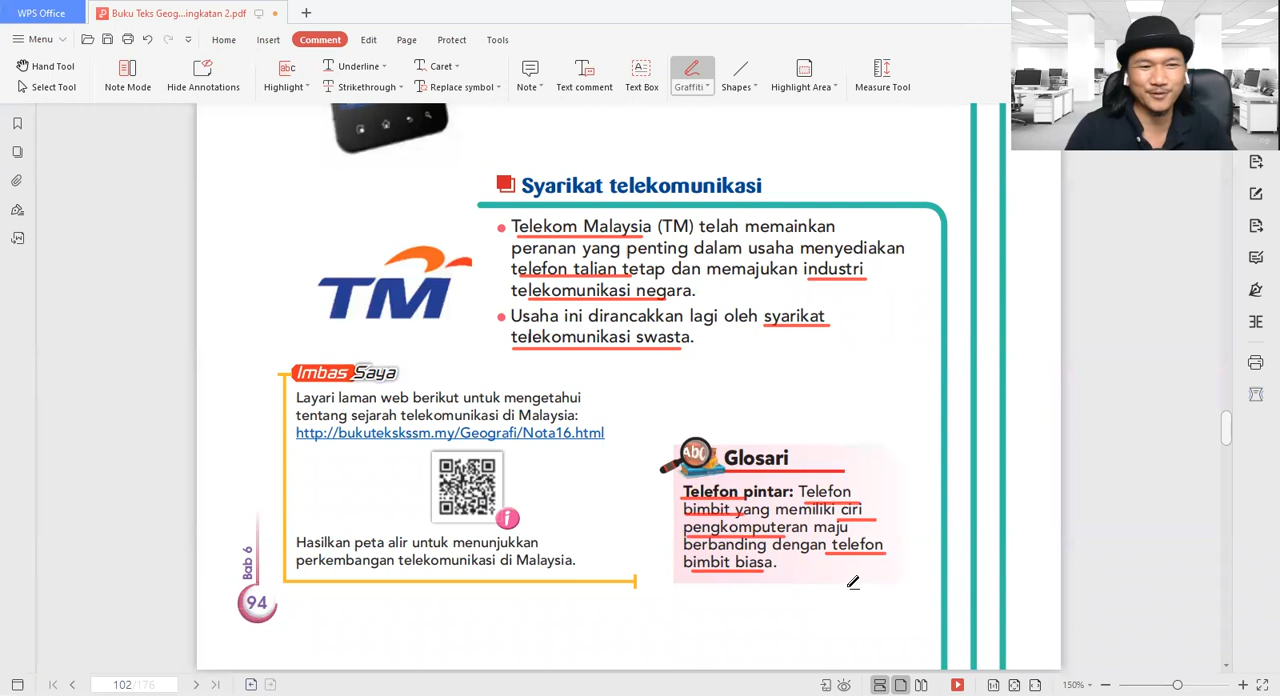 WPS Office
Buku Teks Geog...ingkatan 2.pdf
Menu
Home
Insert
Comment
Edit
Page
Protect
Tools
Hand Tool
Select Tool
Note Mode
Hide Annotations
Highlight
Underline
Strikethrough
Caret
Replace symbol
Note
Text comment
Text Box
Graffiti
Shapes
Highlight Area
Measure Tool
Syarikat telekomunikasi
Telekom Malaysia (TM) telah memainkan
peranan yang penting dalam usaha menyediakan
telefon talian tetap dan memajukan industri
telekomunikasi negara.
Usaha ini dirancakkan lagi oleh syarikat
telekomunikasi swasta.
TM
Imbas Saya
Layari laman web berikut untuk mengetahui
tentang sejarah telekomunikasi di Malaysia:
http://bukutekskssm.my/Geografi/Nota16.html
i
Hasilkan peta alir untuk menunjukkan
perkembangan telekomunikasi di Malaysia.
Abc
Glosari
Telefon pintar: Telefon
bimbit yang memiliki ciri
pengkomputeran maju
berbanding dengan telefon
bimbit biasa.
Bab 6
94
102/176
150%